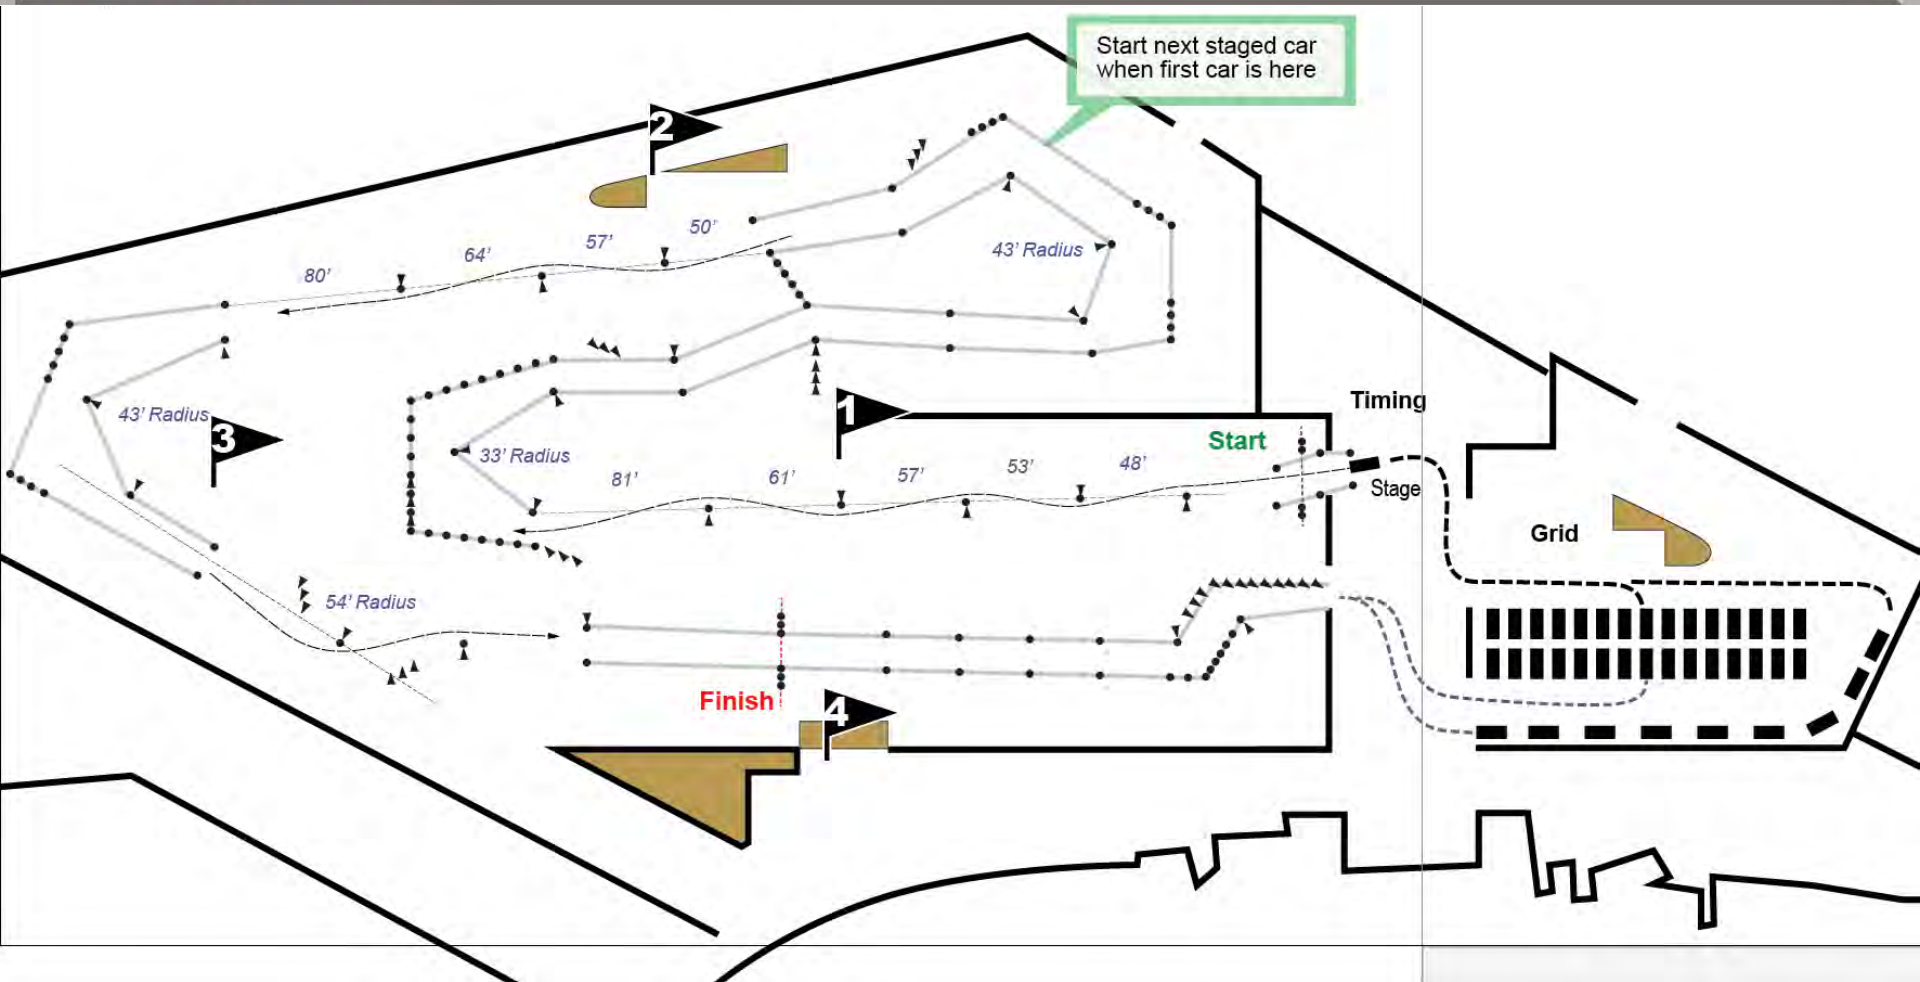 Start next staged car
when first car is here
2
50'
57'
64'
80'
43' Radius
43' Radius
3
1
Timing
Start
33' Radius
81'
61'
57'
53'
48'
Stage
Grid
54' Radius
Finish
4